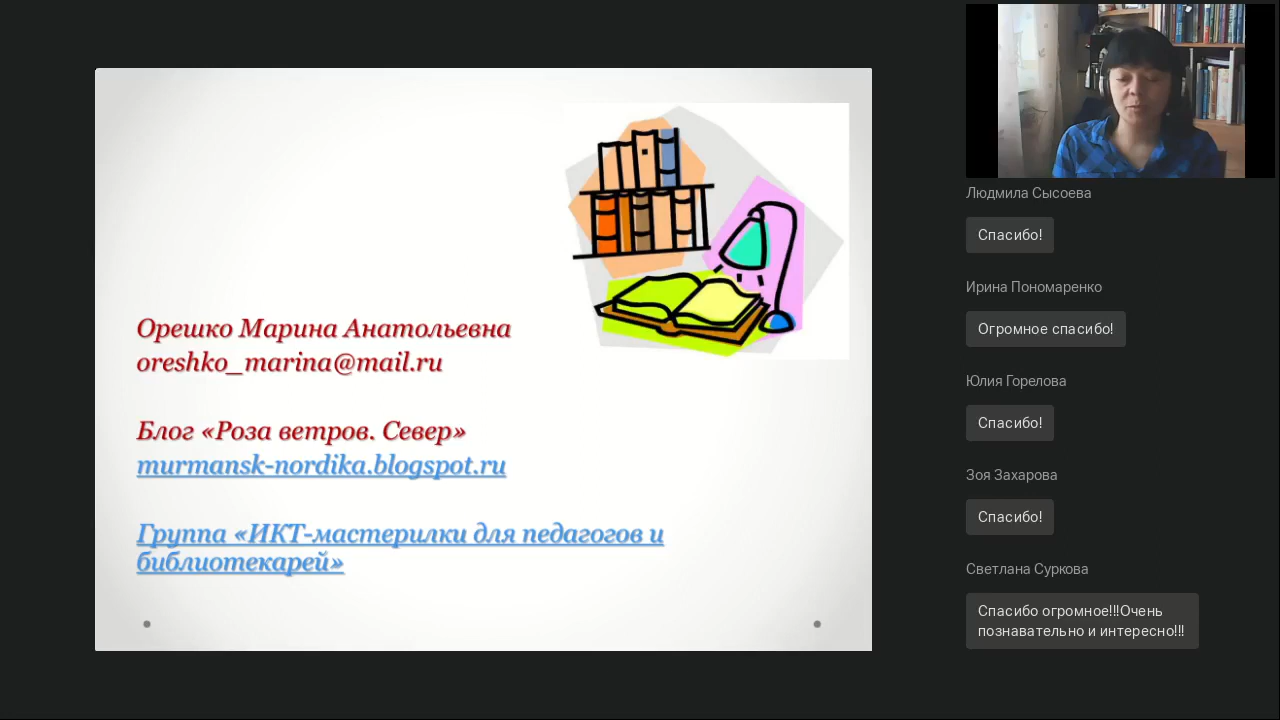 Орешко Марина Анатольевна
oreshko_marina@mail.ru
Блог «Роза ветров. Север»
murmansk-nordika.blogspot.ru
Группа «ИКТ-мастерилки для педагогов и
библиотекарей»
Людмила Сысоева
Спасибо!
Ирина Пономаренко
Огромное спасибо!
Юлия Горелова
Спасибо!
Зоя Захарова
Спасибо!
Светлана Суркова
Спасибо огромное!!!Очень
познавательно и интересно!!!